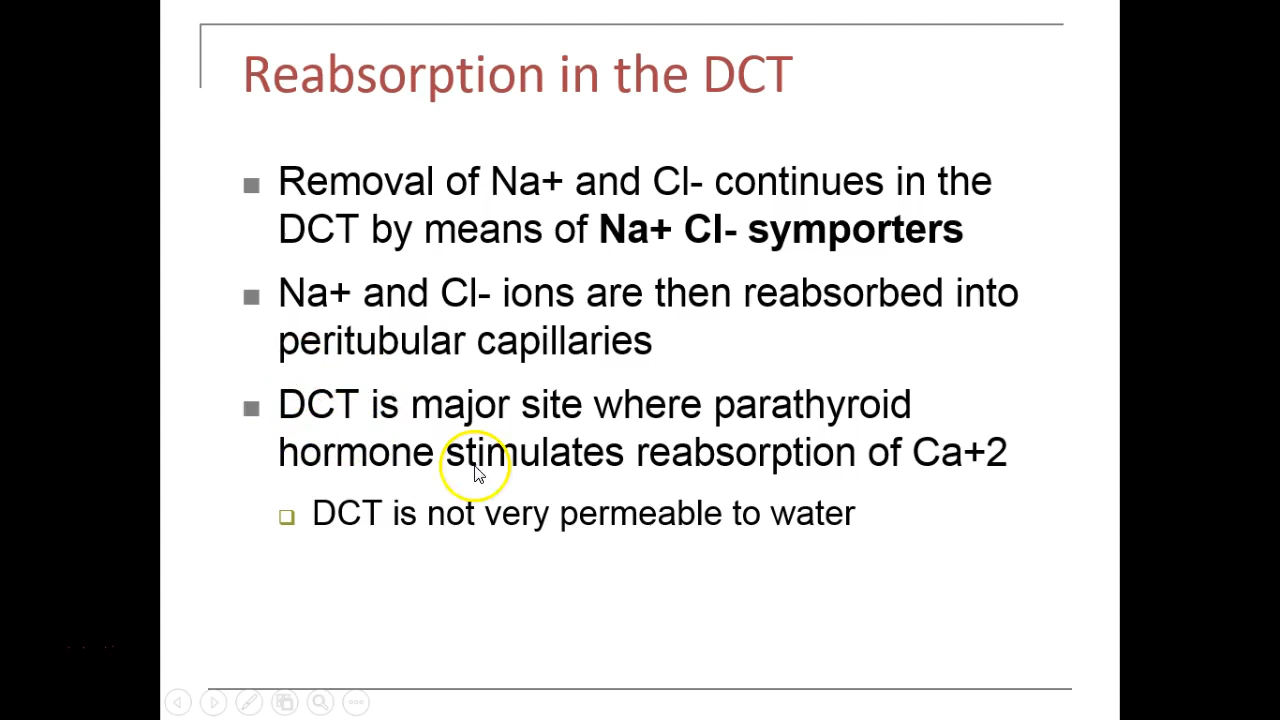 Reabsorption in the DCT
Removal of Na+ and Cl- continues in the
DCT by means of Na+ Cl- symporters
Na+ and Cl- ions are then reabsorbed into
peritubular capillaries
DCT is major site where parathyroid
hormone stimulates reabsorption of Ca+2
DCT is not very permeable to water